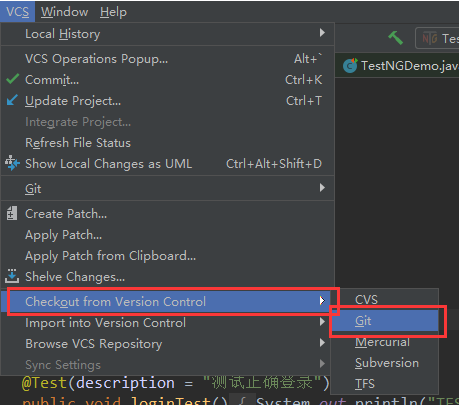 VCS Window Help
Local History
VCS Operations Popup... Alt+`
Commit... Ctrl+K
Update Project... Ctrl+T
Integrate Project...
Refresh File Status
Show Local Changes as UML Ctrl+Alt+Shift+D
Git
Create Patch...
Apply Patch...
Apply Patch from Clipboard...
Shelve Changes...
Checkout from Version Control
Import into Version Control
Browse VCS Repository
Sync Settings
Te
TestNGDemo.java
CVS
Git
Mercurial
Subversion
TFS
@Test(description = "测试正确登录")
public void loginTest() { System.out.println("TES